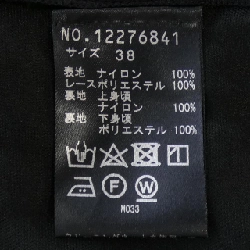 NO.12276841
サイズ 38
表地 ナイロン 100%
レースポリエステル 100%
裏地 上身頃
ナイロン 100%
裏地 下身頃
ポリエステル 100%
P F W
M033